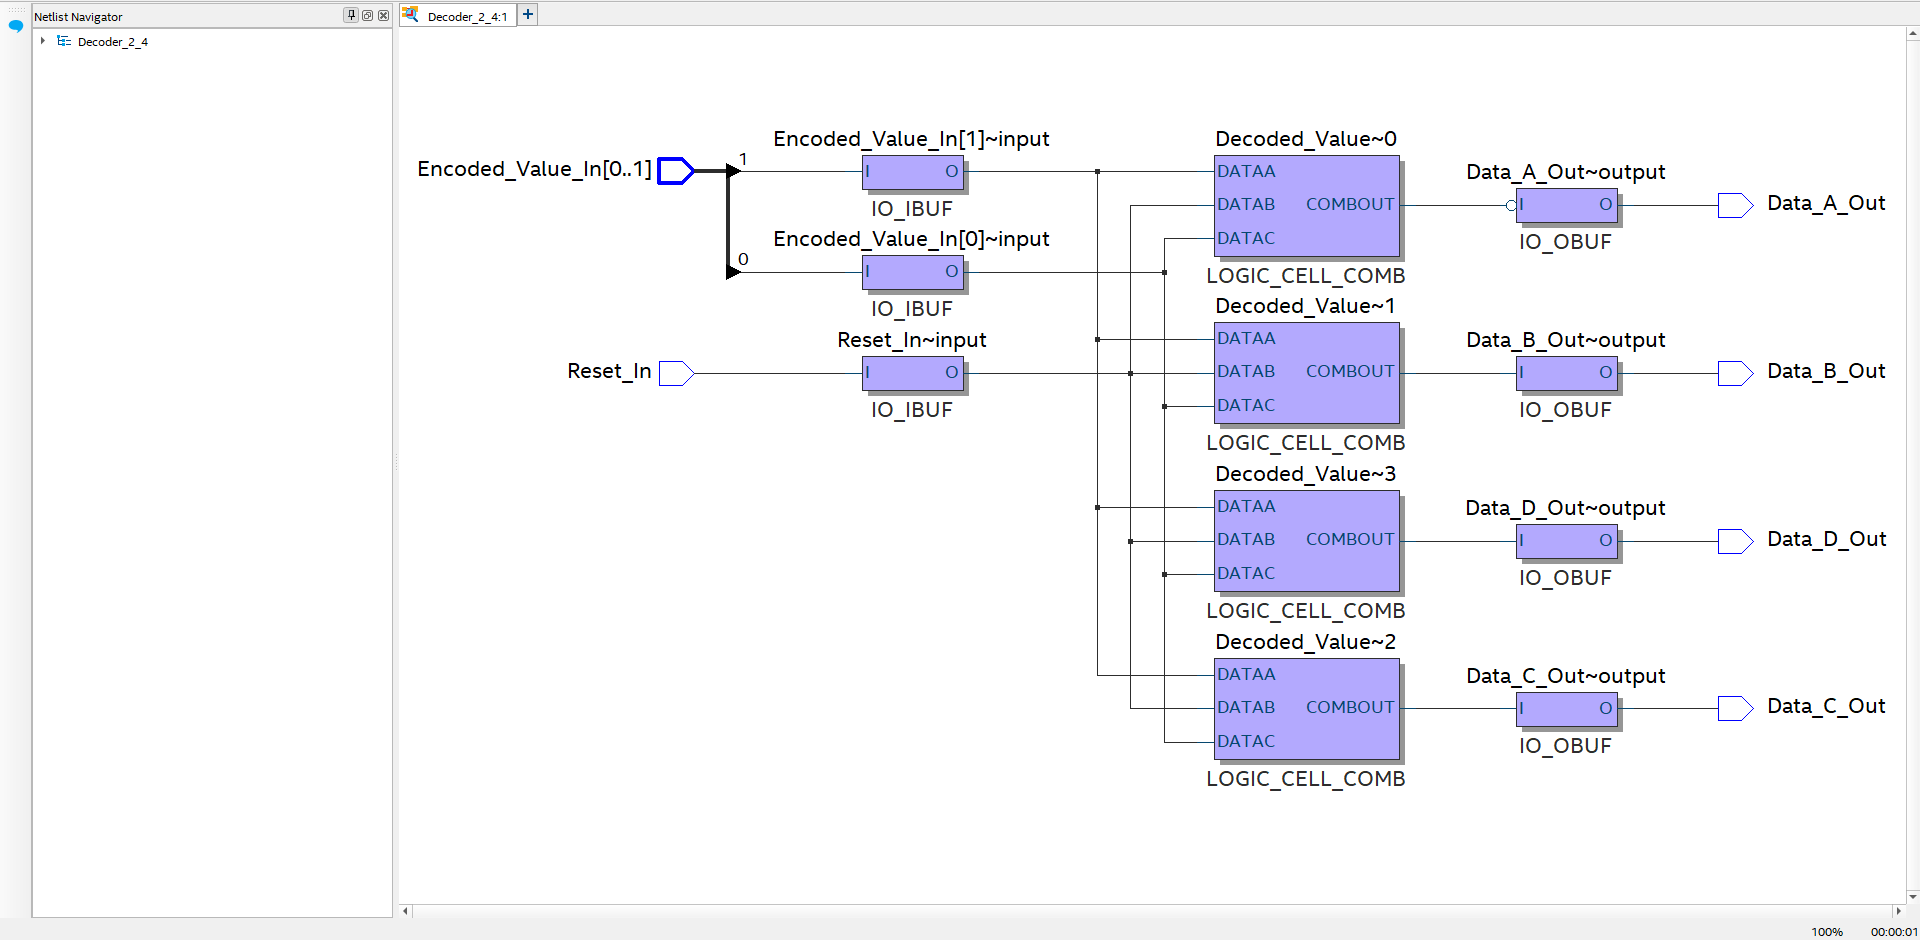 Netlist Navigator
Decoder_2_4
Decoder_2_4:1
Encoded_Value_In[0..1]
1
0
Reset_In
Encoded_Value_In[1]~input
I O
IO_IBUF
Encoded_Value_In[0]~input
I O
IO_IBUF
Reset_In~input
I O
IO_IBUF
Decoded_Value~0
DATAA
DATAB COMBOUT
DATAC
LOGIC_CELL_COMB
Decoded_Value~1
DATAA
DATAB COMBOUT
DATAC
LOGIC_CELL_COMB
Decoded_Value~3
DATAA
DATAB COMBOUT
DATAC
LOGIC_CELL_COMB
Decoded_Value~2
DATAA
DATAB COMBOUT
DATAC
LOGIC_CELL_COMB
Data_A_Out~output
I O
IO_OBUF
Data_A_Out
Data_B_Out~output
I O
IO_OBUF
Data_B_Out
Data_D_Out~output
I O
IO_OBUF
Data_D_Out
Data_C_Out~output
I O
IO_OBUF
Data_C_Out
100% 00:00:01